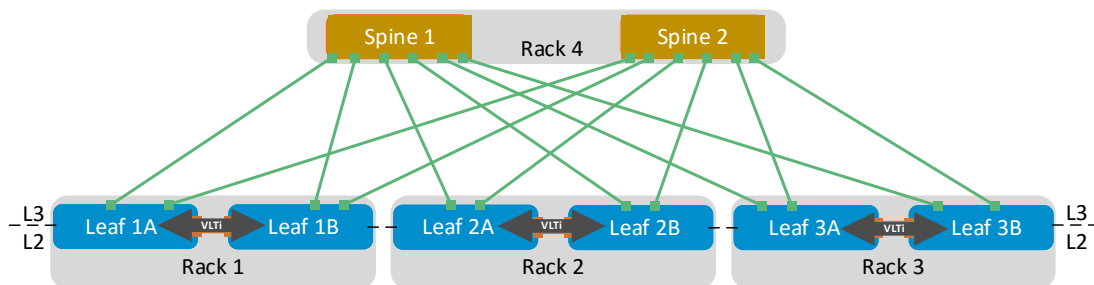 Spine 1
Rack 4
Spine 2
L3
L2
Leaf 1A
VLTi
Leaf 1B
Leaf 2A
VLTi
Leaf 2B
Leaf 3A
VLTi
Leaf 3B
L3
L2
Rack 1
Rack 2
Rack 3